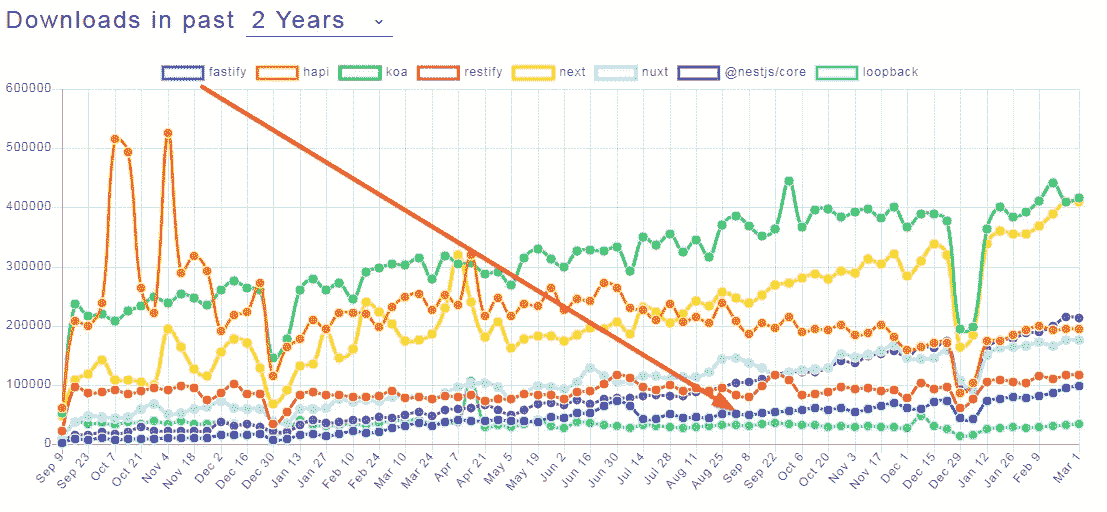 Downloads in past 2 Years
fastify hapi koa restify next nuxt @nestjs/core loopback
600000
500000
400000
300000
200000
100000
0
Sep 9 Sep 23 Oct 7 Oct 21 Nov 4 Nov 18 Dec 2 Dec 16 Dec 30 Jan 13 Jan 27 Feb 10 Feb 24 Mar 10 Mar 24 Apr 7 Apr 21 May 5 May 19 Jun 2 Jun 16 Jun 30 Jul 14 Jul 28 Aug 11 Aug 25 Sep 8 Sep 22 Oct 6 Oct 20 Nov 3 Nov 17 Dec 1 Dec 15 Dec 29 Jan 12 Jan 26 Feb 9 Mar 1